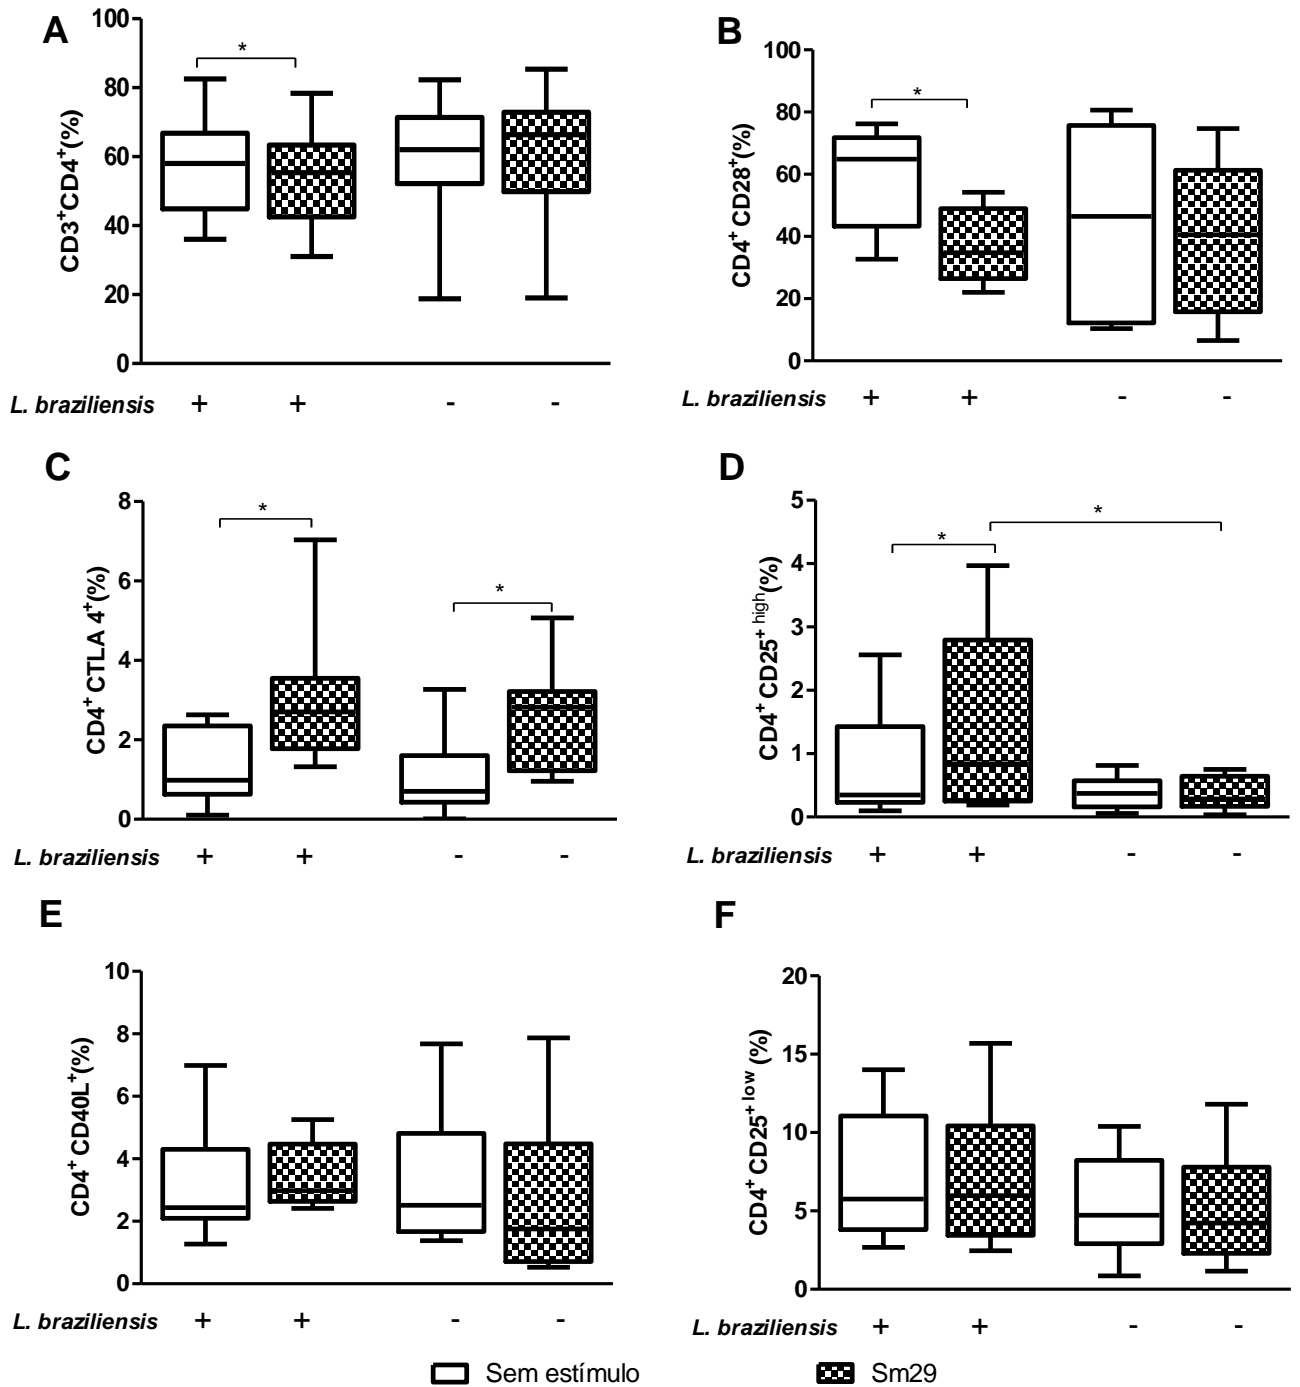 A
CD3+CD4+(%)
100
80
60
40
20
0
*
L. braziliensis + + - -
B
CD4+ CD28+(%)
100
80
60
40
20
0
*
L. braziliensis + + - -
C
CD4+ CTLA 4+(%)
8
6
4
2
0
*
*
L. braziliensis + + - -
D
CD4+ CD25+ high(%)
5
4
3
2
1
0
*
*
L. braziliensis + + - -
E
CD4+ CD40L+(%)
10
8
6
4
2
0
L. braziliensis + + - -
F
CD4+ CD25+ low (%)
20
15
10
5
0
L. braziliensis + + - -
Sem estímulo Sm29